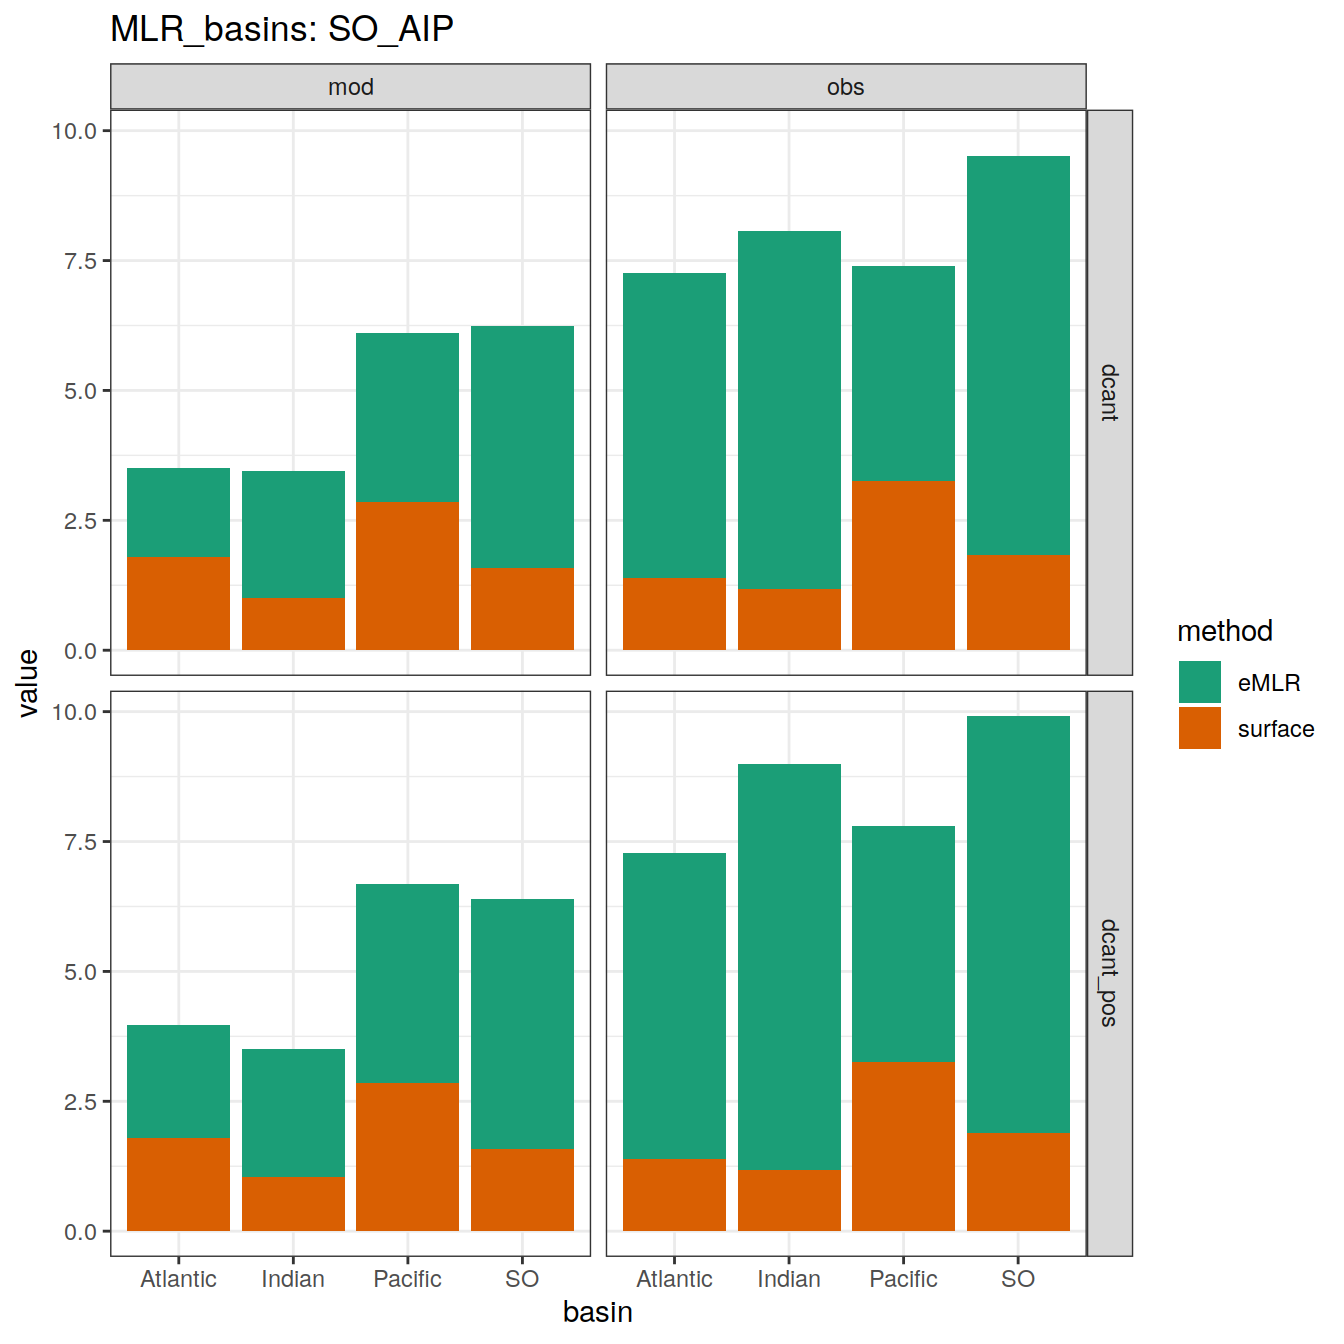 MLR_basins: SO_AIP
mod
obs
10.0
7.5
5.0
2.5
0.0
dcant
10.0
7.5
5.0
2.5
0.0
dcant_pos
value
Atlantic Indian Pacific SO
Atlantic Indian Pacific SO
basin
method
eMLR
surface